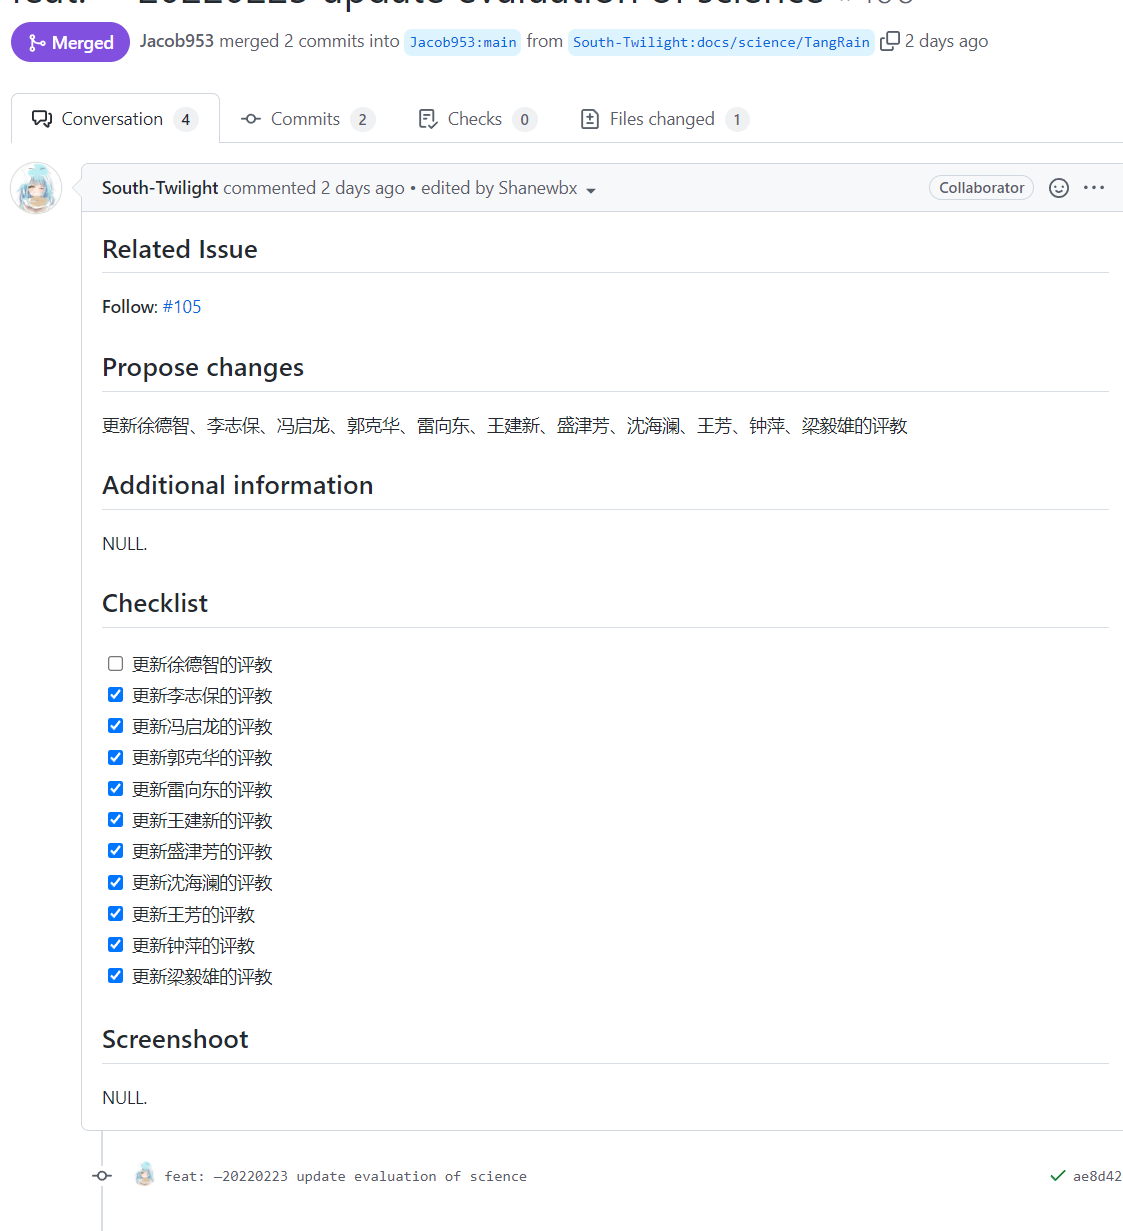 feat: —20220223 update evaluation of science
Merged Jacob953 merged 2 commits into Jacob953:main from South-Twilight:docs/science/TangRain 2 days ago
Conversation 4 Commits 2 Checks 0 Files changed 1
South-Twilight commented 2 days ago • edited by Shanewbx Collaborator
Related Issue
Follow: #105
Propose changes
更新徐德智、李志保、冯启龙、郭克华、雷向东、王建新、盛津芳、沈海澜、王芳、钟萍、梁毅雄的评教
Additional information
NULL.
Checklist
更新徐德智的评教
更新李志保的评教
更新冯启龙的评教
更新郭克华的评教
更新雷向东的评教
更新王建新的评教
更新盛津芳的评教
更新沈海澜的评教
更新王芳的评教
更新钟萍的评教
更新梁毅雄的评教
Screenshoot
NULL.
feat: —20220223 update evaluation of science ae8d42